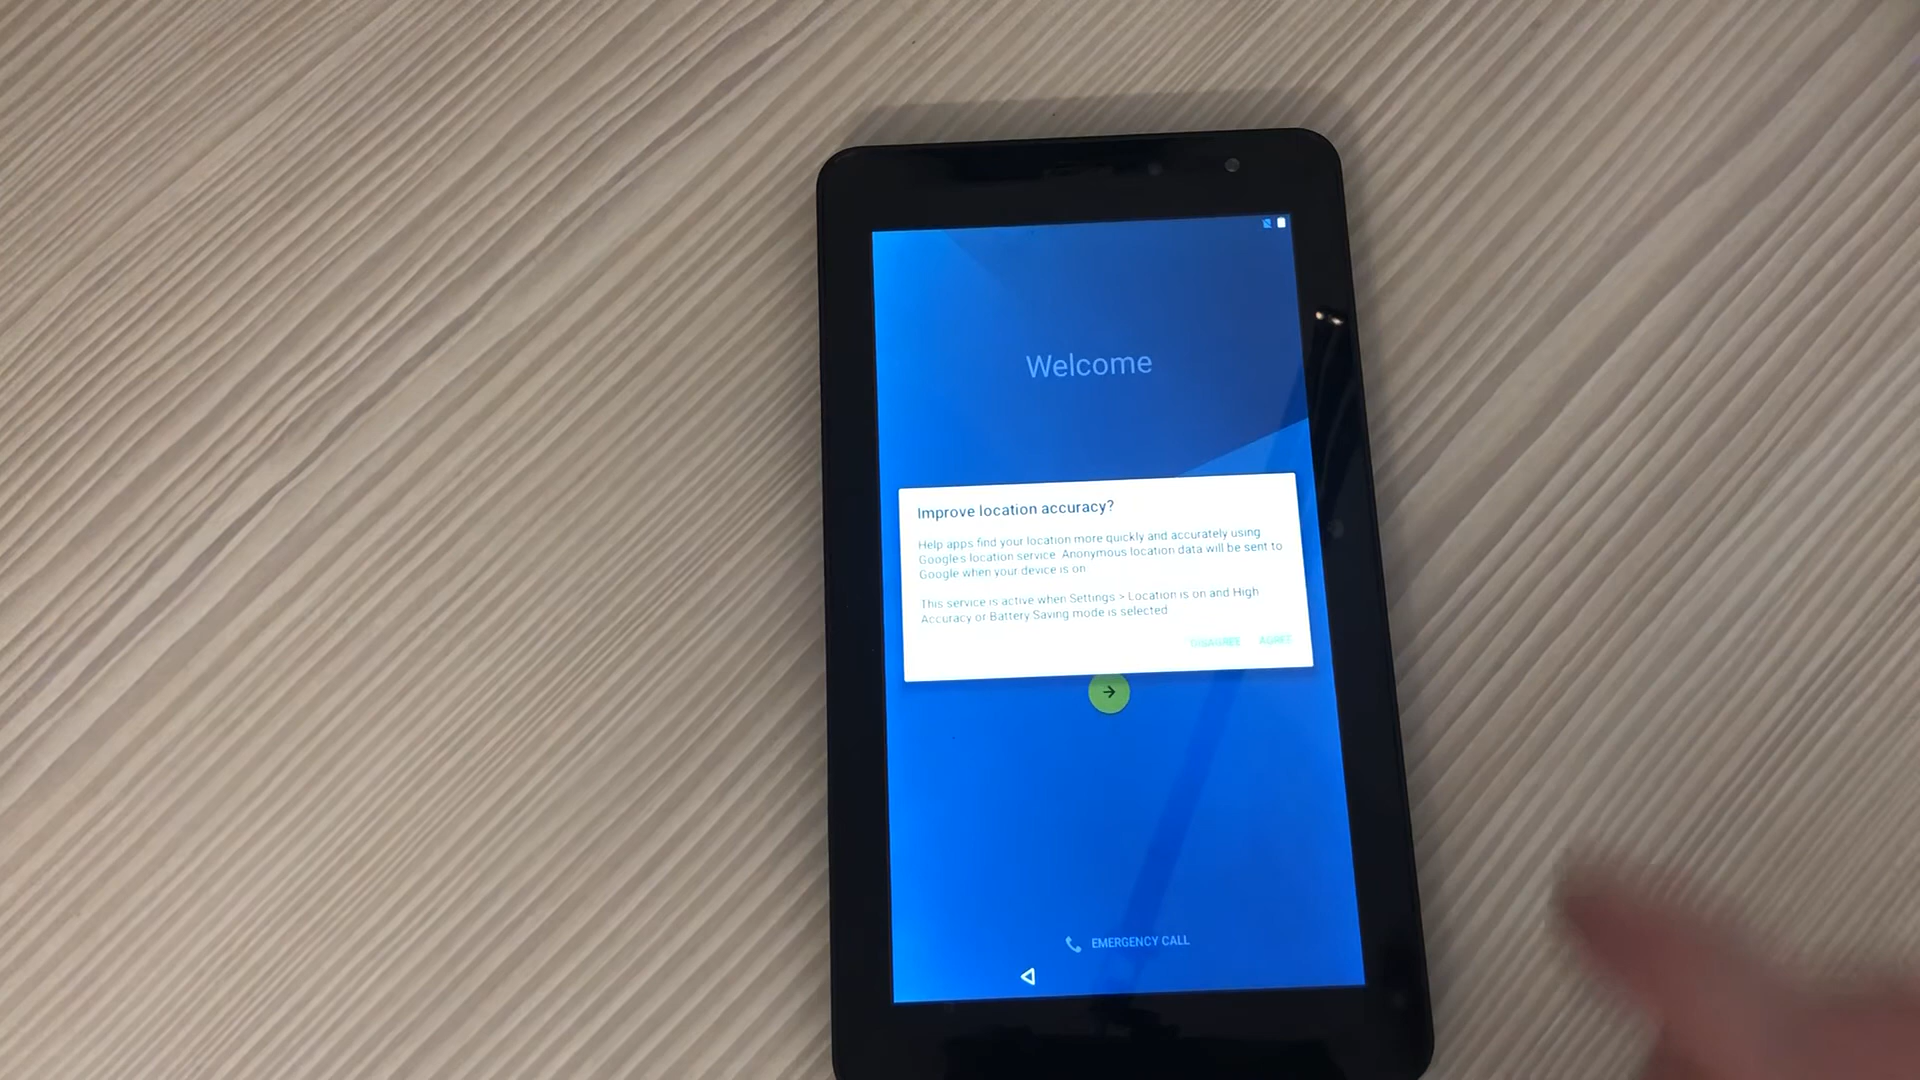 Welcome
Improve location accuracy?
Help apps find your location more quickly and accurately using
Google's location service. Anonymous location data will be sent to
Google when your device is on.
This service is active when Settings > Location is on and High
Accuracy or Battery Saving mode is selected.
DISAGREE AGREE
EMERGENCY CALL